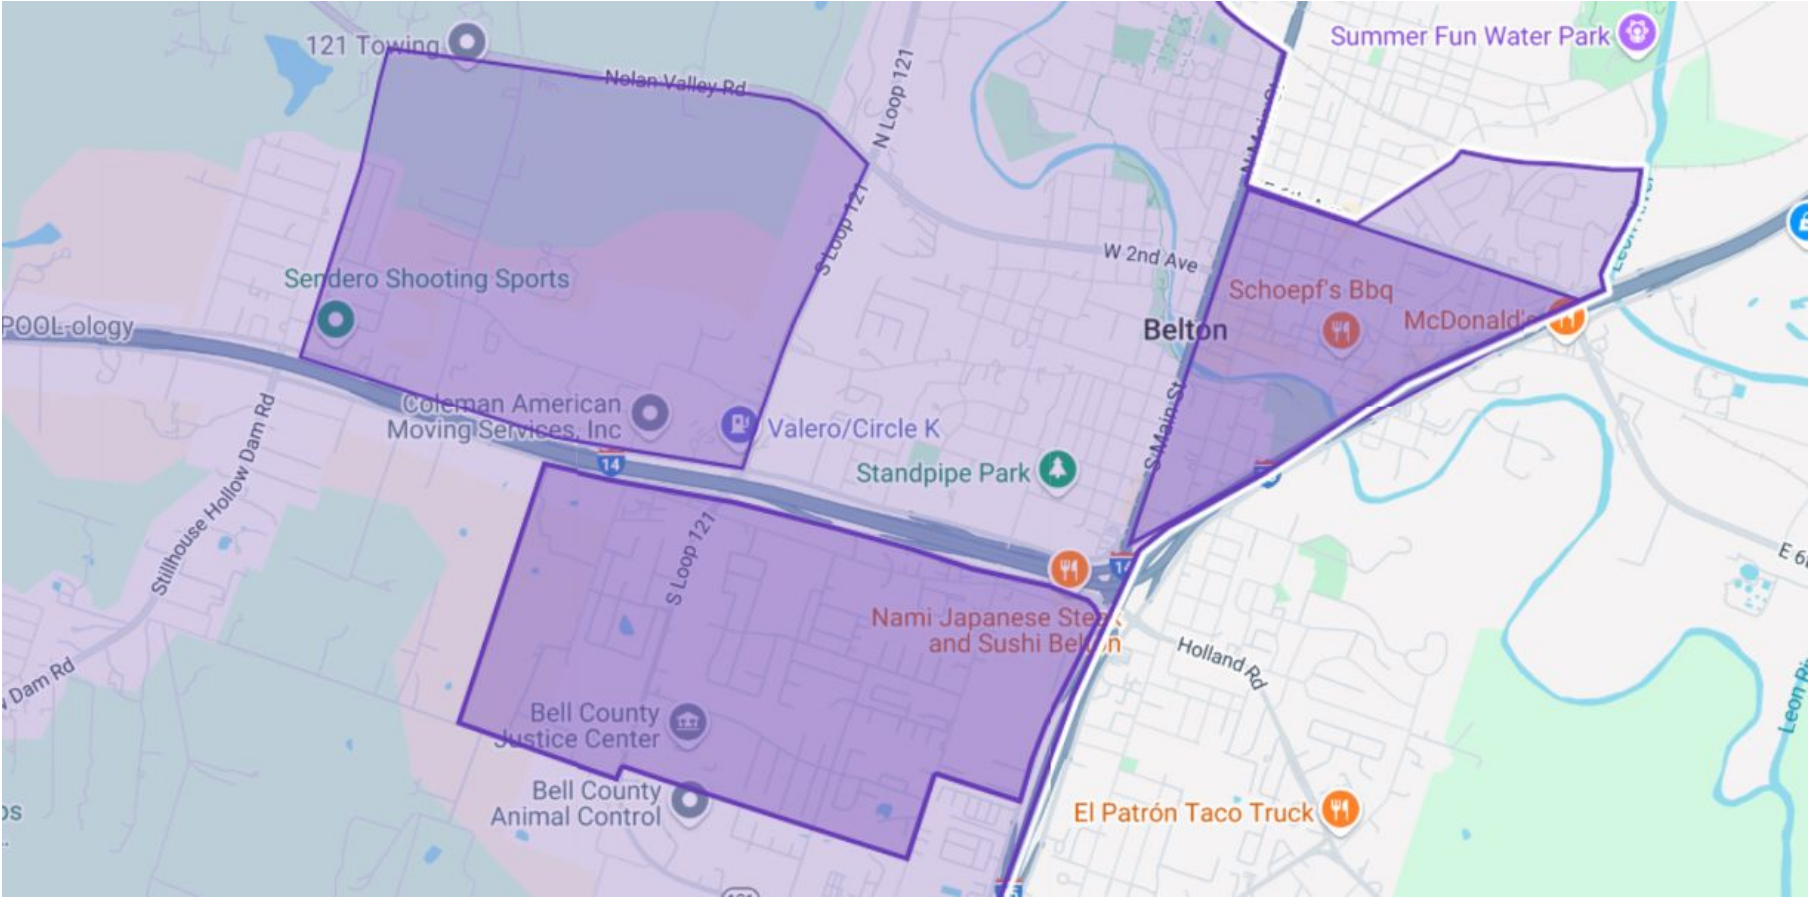 121 Towing
Nolan Valley Rd
N Loop 121
Summer Fun Water Park
N Main St
S Loop 121
W 2nd Ave
Sendero Shooting Sports
POOL-ology
Schoepf's Bbq
McDonald's
Belton
Coleman American
Moving Services, Inc
Valero/Circle K
14
Standpipe Park
S Main St
Stillhouse Hollow Dam Rd
S Loop 121
14
Nami Japanese Steak
and Sushi Belton
Holland Rd
Dam Rd
Bell County
Justice Center
Bell County
Animal Control
El Patrón Taco Truck